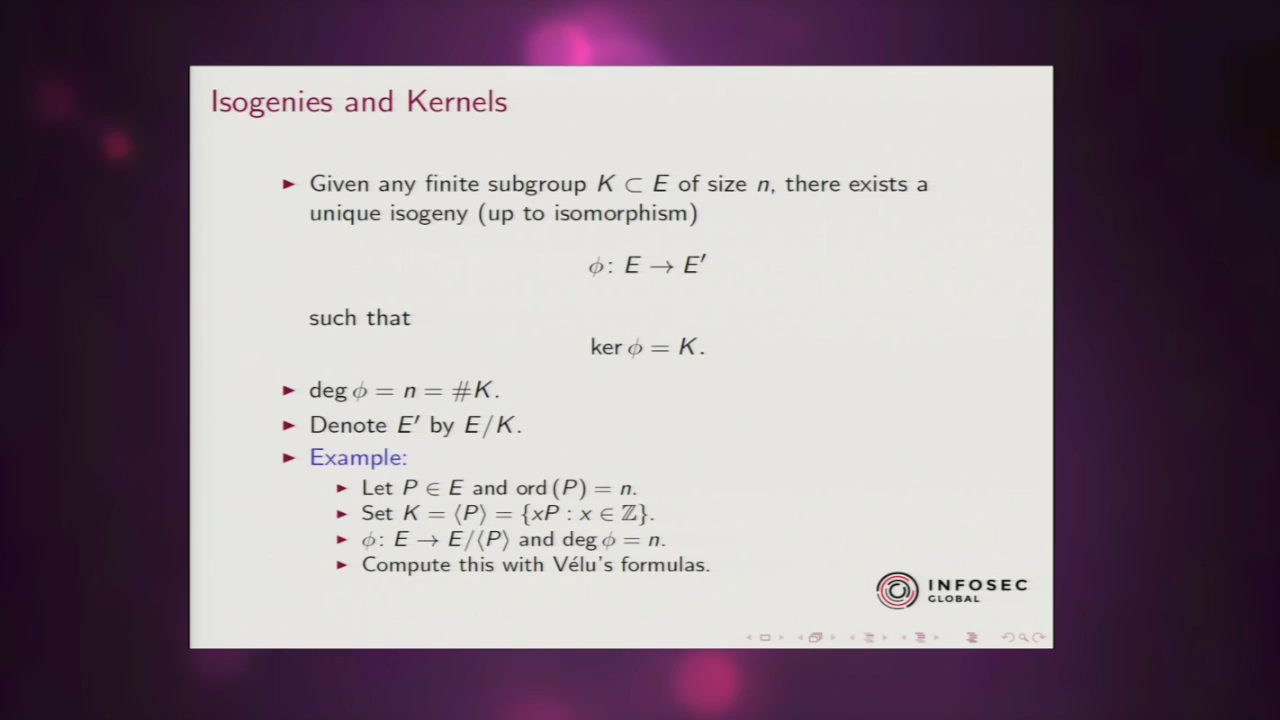 Isogenies and Kernels
► Given any finite subgroup K ⊂ E of size n, there exists a
unique isogeny (up to isomorphism)
ϕ: E → E′
such that
ker ϕ = K.
► deg ϕ = n = #K.
► Denote E′ by E/K.
► Example:
► Let P ∈ E and ord (P) = n.
► Set K = ⟨P⟩ = {xP : x ∈ ℤ}.
► ϕ: E → E/⟨P⟩ and deg ϕ = n.
► Compute this with Vélu's formulas.
INFOSEC
GLOBAL